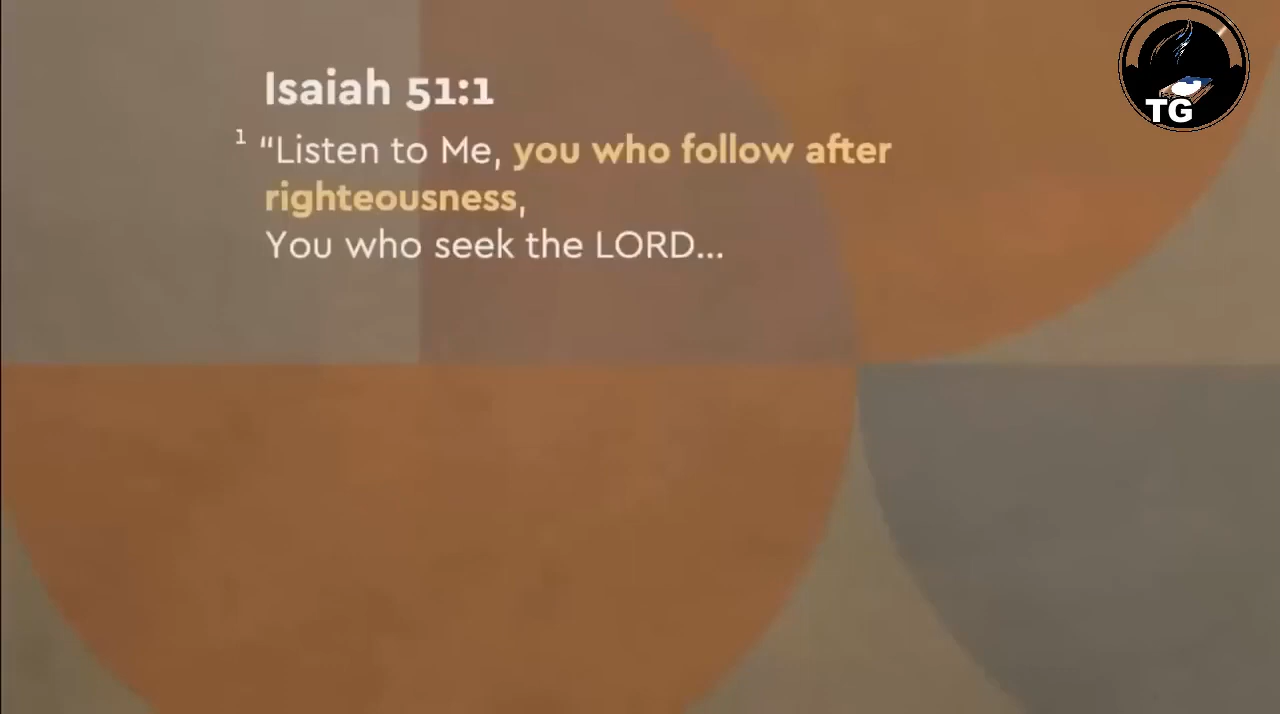 Isaiah 51:1
1 “Listen to Me, you who follow after
righteousness,
You who seek the LORD...
TG